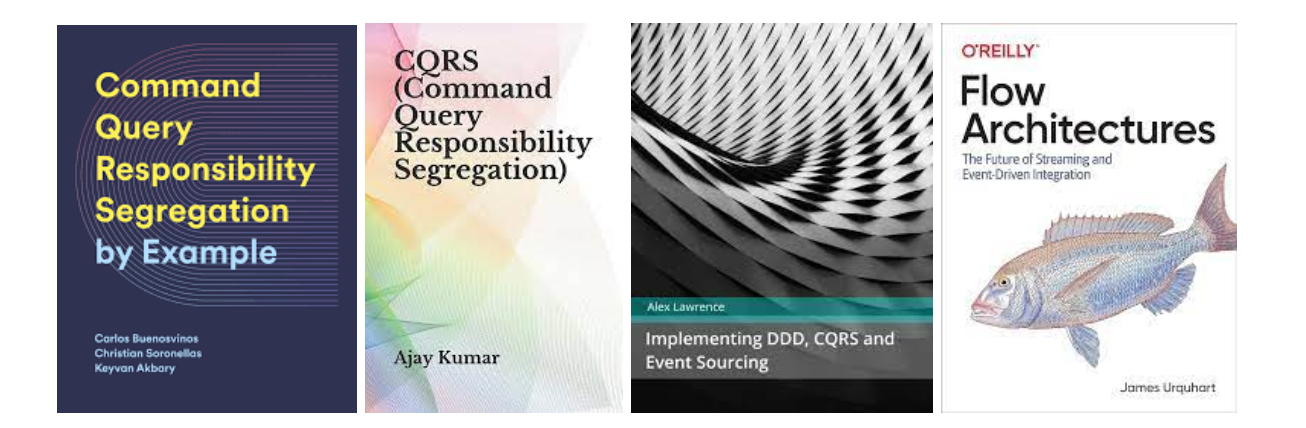 Command
Query
Responsibility
Segregation
by Example
Carlos Buenosvinos
Christian Soronellas
Keyvan Akbary
CQRS
(Command
Query
Responsibility
Segregation)
Ajay Kumar
Alex Lawrence
Implementing DDD, CQRS and
Event Sourcing
O'REILLY
Flow
Architectures
The Future of Streaming and
Event-Driven Integration
James Urquhart